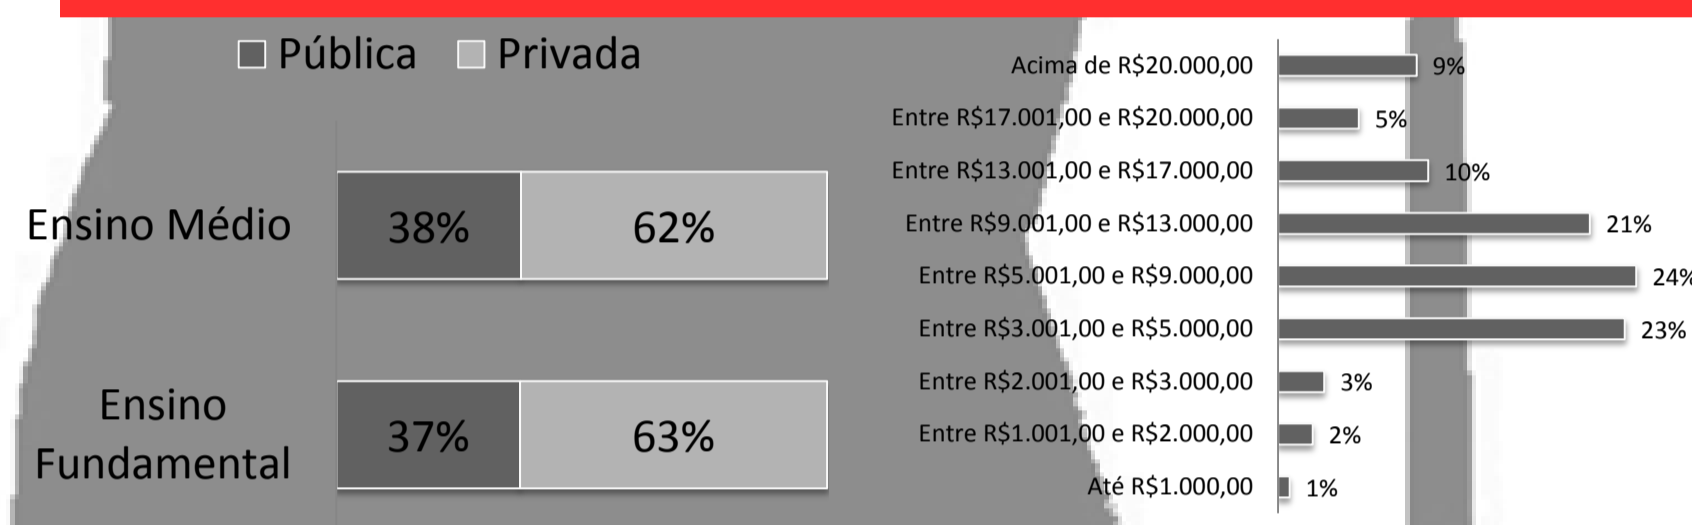 Pública Privada
Ensino Médio 38% 62%
Ensino
Fundamental
37% 63%
Acima de R$20.000,00 9%
Entre R$17.001,00 e R$20.000,00 5%
Entre R$13.001,00 e R$17.000,00 10%
Entre R$9.001,00 e R$13.000,00 21%
Entre R$5.001,00 e R$9.000,00 24%
Entre R$3.001,00 e R$5.000,00 23%
Entre R$2.001,00 e R$3.000,00 3%
Entre R$1.001,00 e R$2.000,00 2%
Até R$1.000,00 1%